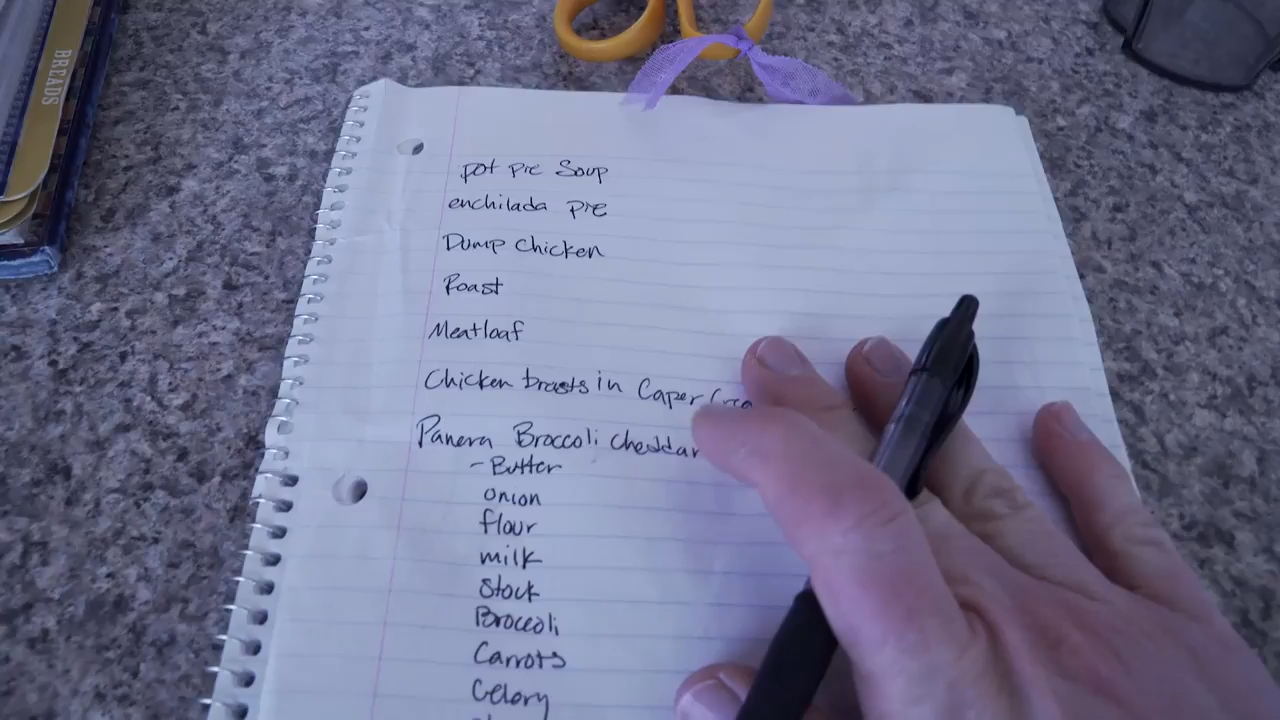 BREADS
pot pie Soup
enchilada pie
Dump Chicken
Roast
Meatloaf
Chicken brests in Caper
Panera Broccoli Cheddar
- Butter
onion
flour
milk
Stock
Broccoli
Carrots
Celery